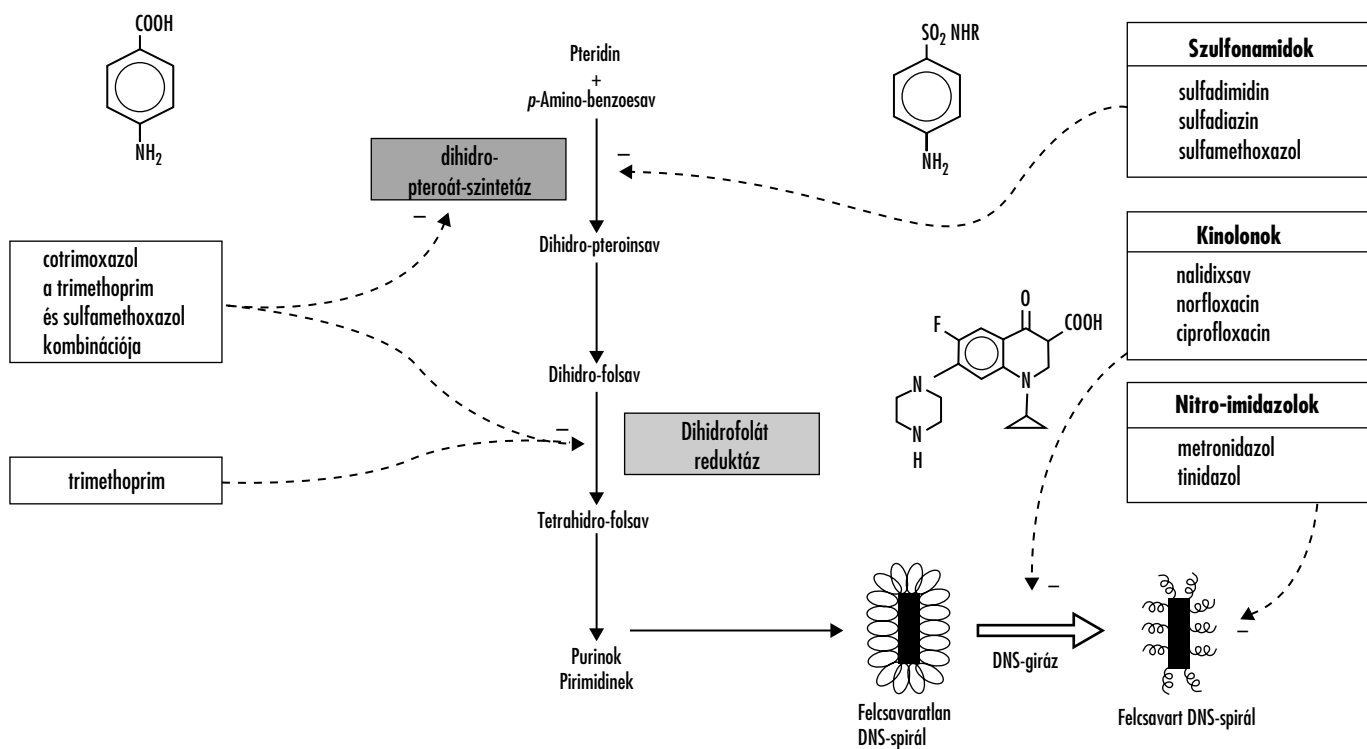 COOH
NH2
Pteridin
+
p-Amino-benzoesav
dihidro-
pteroát-szintetáz
–
–
Dihidro-pteroinsav
cotrimoxazol
a trimethoprim
és sulfamethoxazol
kombinációja
Dihidro-folsav
–
Dihidrofolát
reduktáz
trimethoprim
Tetrahidro-folsav
Purinok
Pirimidinek
SO2 NHR
NH2
Szulfonamidok
sulfadimidin
sulfadiazin
sulfamethoxazol
Kinolonok
nalidixsav
norfloxacin
ciprofloxacin
O
F
COOH
N
N
N
H
Nitro-imidazolok
metronidazol
tinidazol
–
–
DNS-giráz
Felcsavaratlan
DNS-spirál
Felcsavart DNS-spirál